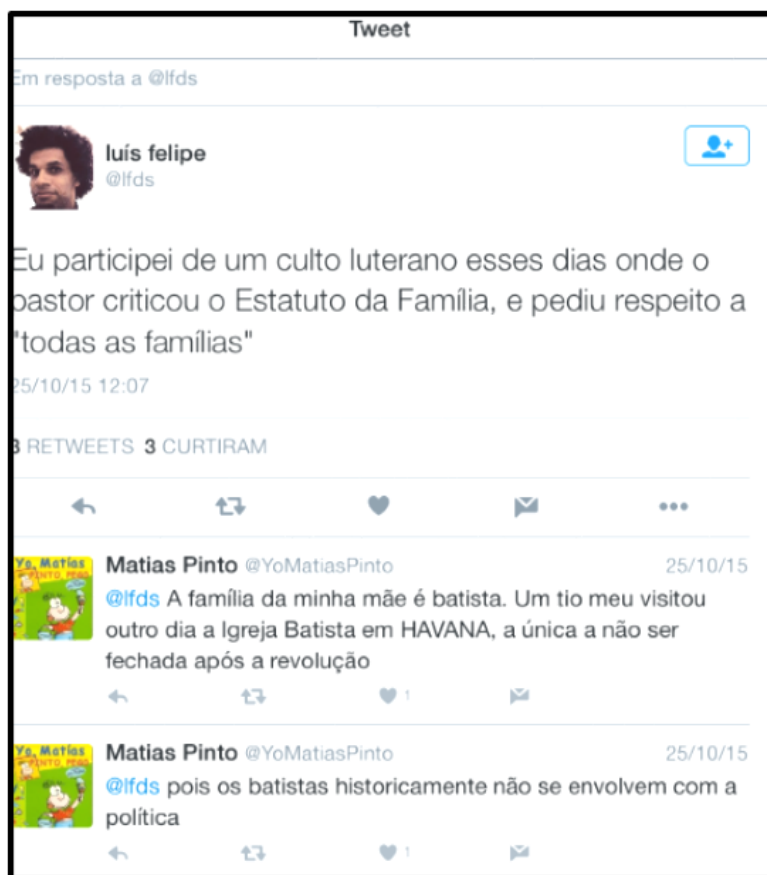 Tweet
Em resposta a @lfds
luís felipe
@lfds
Eu participei de um culto luterano esses dias onde o
pastor criticou o Estatuto da Família, e pediu respeito a
"todas as famílias"
25/10/15 12:07
3 RETWEETS 3 CURTIRAM
Yo, Matías
Matias Pinto @YoMatiasPinto 25/10/15
@lfds A família da minha mãe é batista. Um tio meu visitou
outro dia a Igreja Batista em HAVANA, a única a não ser
fechada após a revolução
1
Yo, Matías
Matias Pinto @YoMatiasPinto 25/10/15
@lfds pois os batistas historicamente não se envolvem com a
política
1